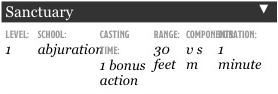 Sanctuary ▼
LEVEL: SCHOOL: CASTING TIME: RANGE: COMPONENTS: DURATION:
1 abjuration 1 bonus action 30 feet v s m 1 minute